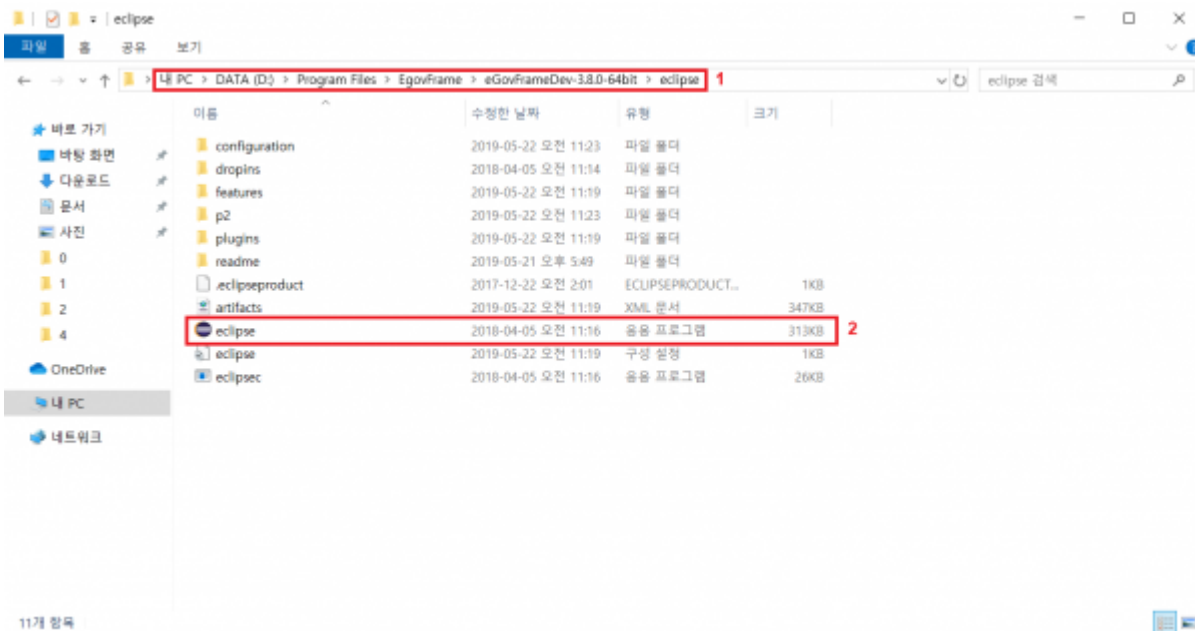 eclipse
파일 홈 공유 보기
내 PC > DATA (D:) > Program Files > EgovFrame > eGovFrameDev-3.8.0-64bit > eclipse 1 eclipse 검색
이름 수정한 날짜 유형 크기
바로 가기
바탕 화면
다운로드
문서
사진
0
1
2
4
OneDrive
내 PC
네트워크
configuration 2019-05-22 오전 11:23 파일 폴더
dropins 2018-04-05 오전 11:14 파일 폴더
features 2019-05-22 오전 11:19 파일 폴더
p2 2019-05-22 오전 11:23 파일 폴더
plugins 2019-05-22 오전 11:19 파일 폴더
readme 2019-05-21 오후 5:49 파일 폴더
.eclipseproduct 2017-12-22 오전 2:01 ECLIPSEPRODUCT... 1KB
artifacts 2019-05-22 오전 11:19 XML 문서 347KB
eclipse 2018-04-05 오전 11:16 응용 프로그램 313KB 2
eclipse 2019-05-22 오전 11:19 구성 설정 1KB
eclipsec 2018-04-05 오전 11:16 응용 프로그램 26KB
11개 항목